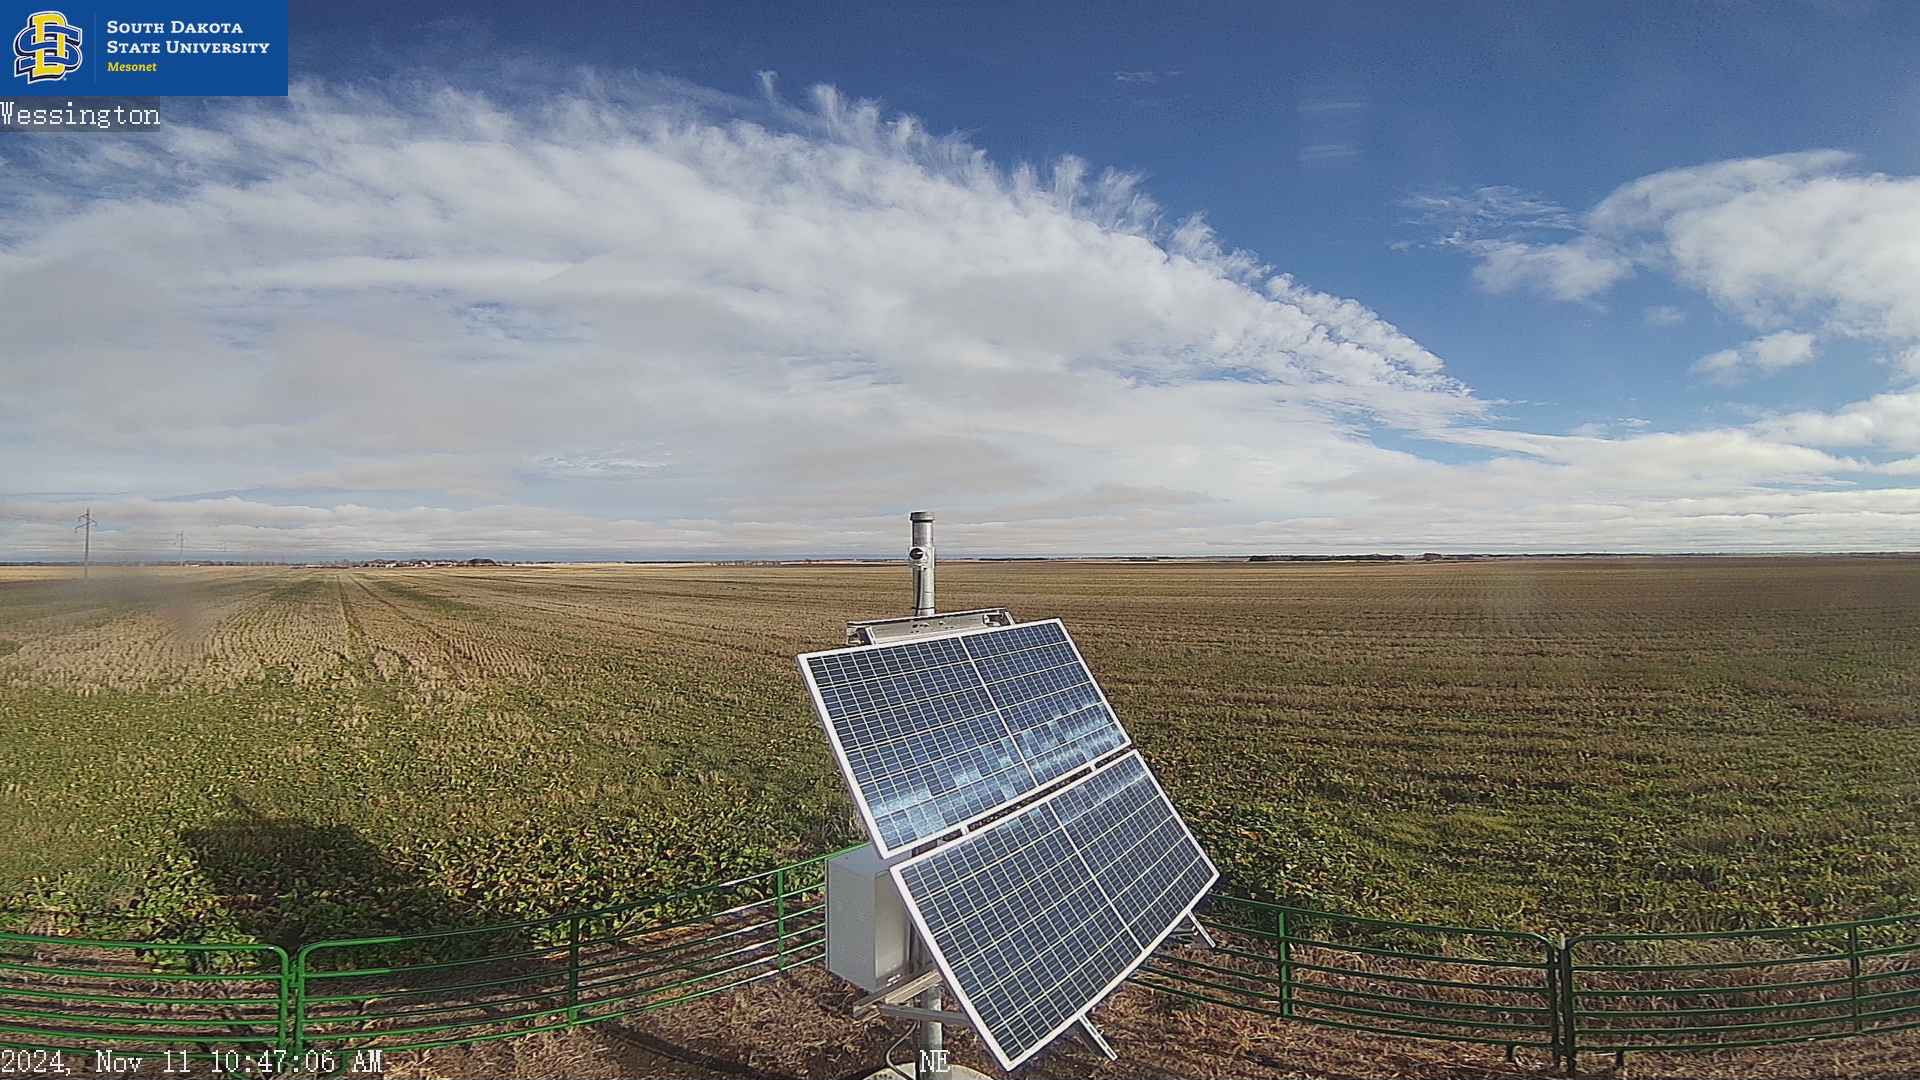 South Dakota
State University
Mesonet
Wessington
2024, Nov 11 10:47:06 AM
NE